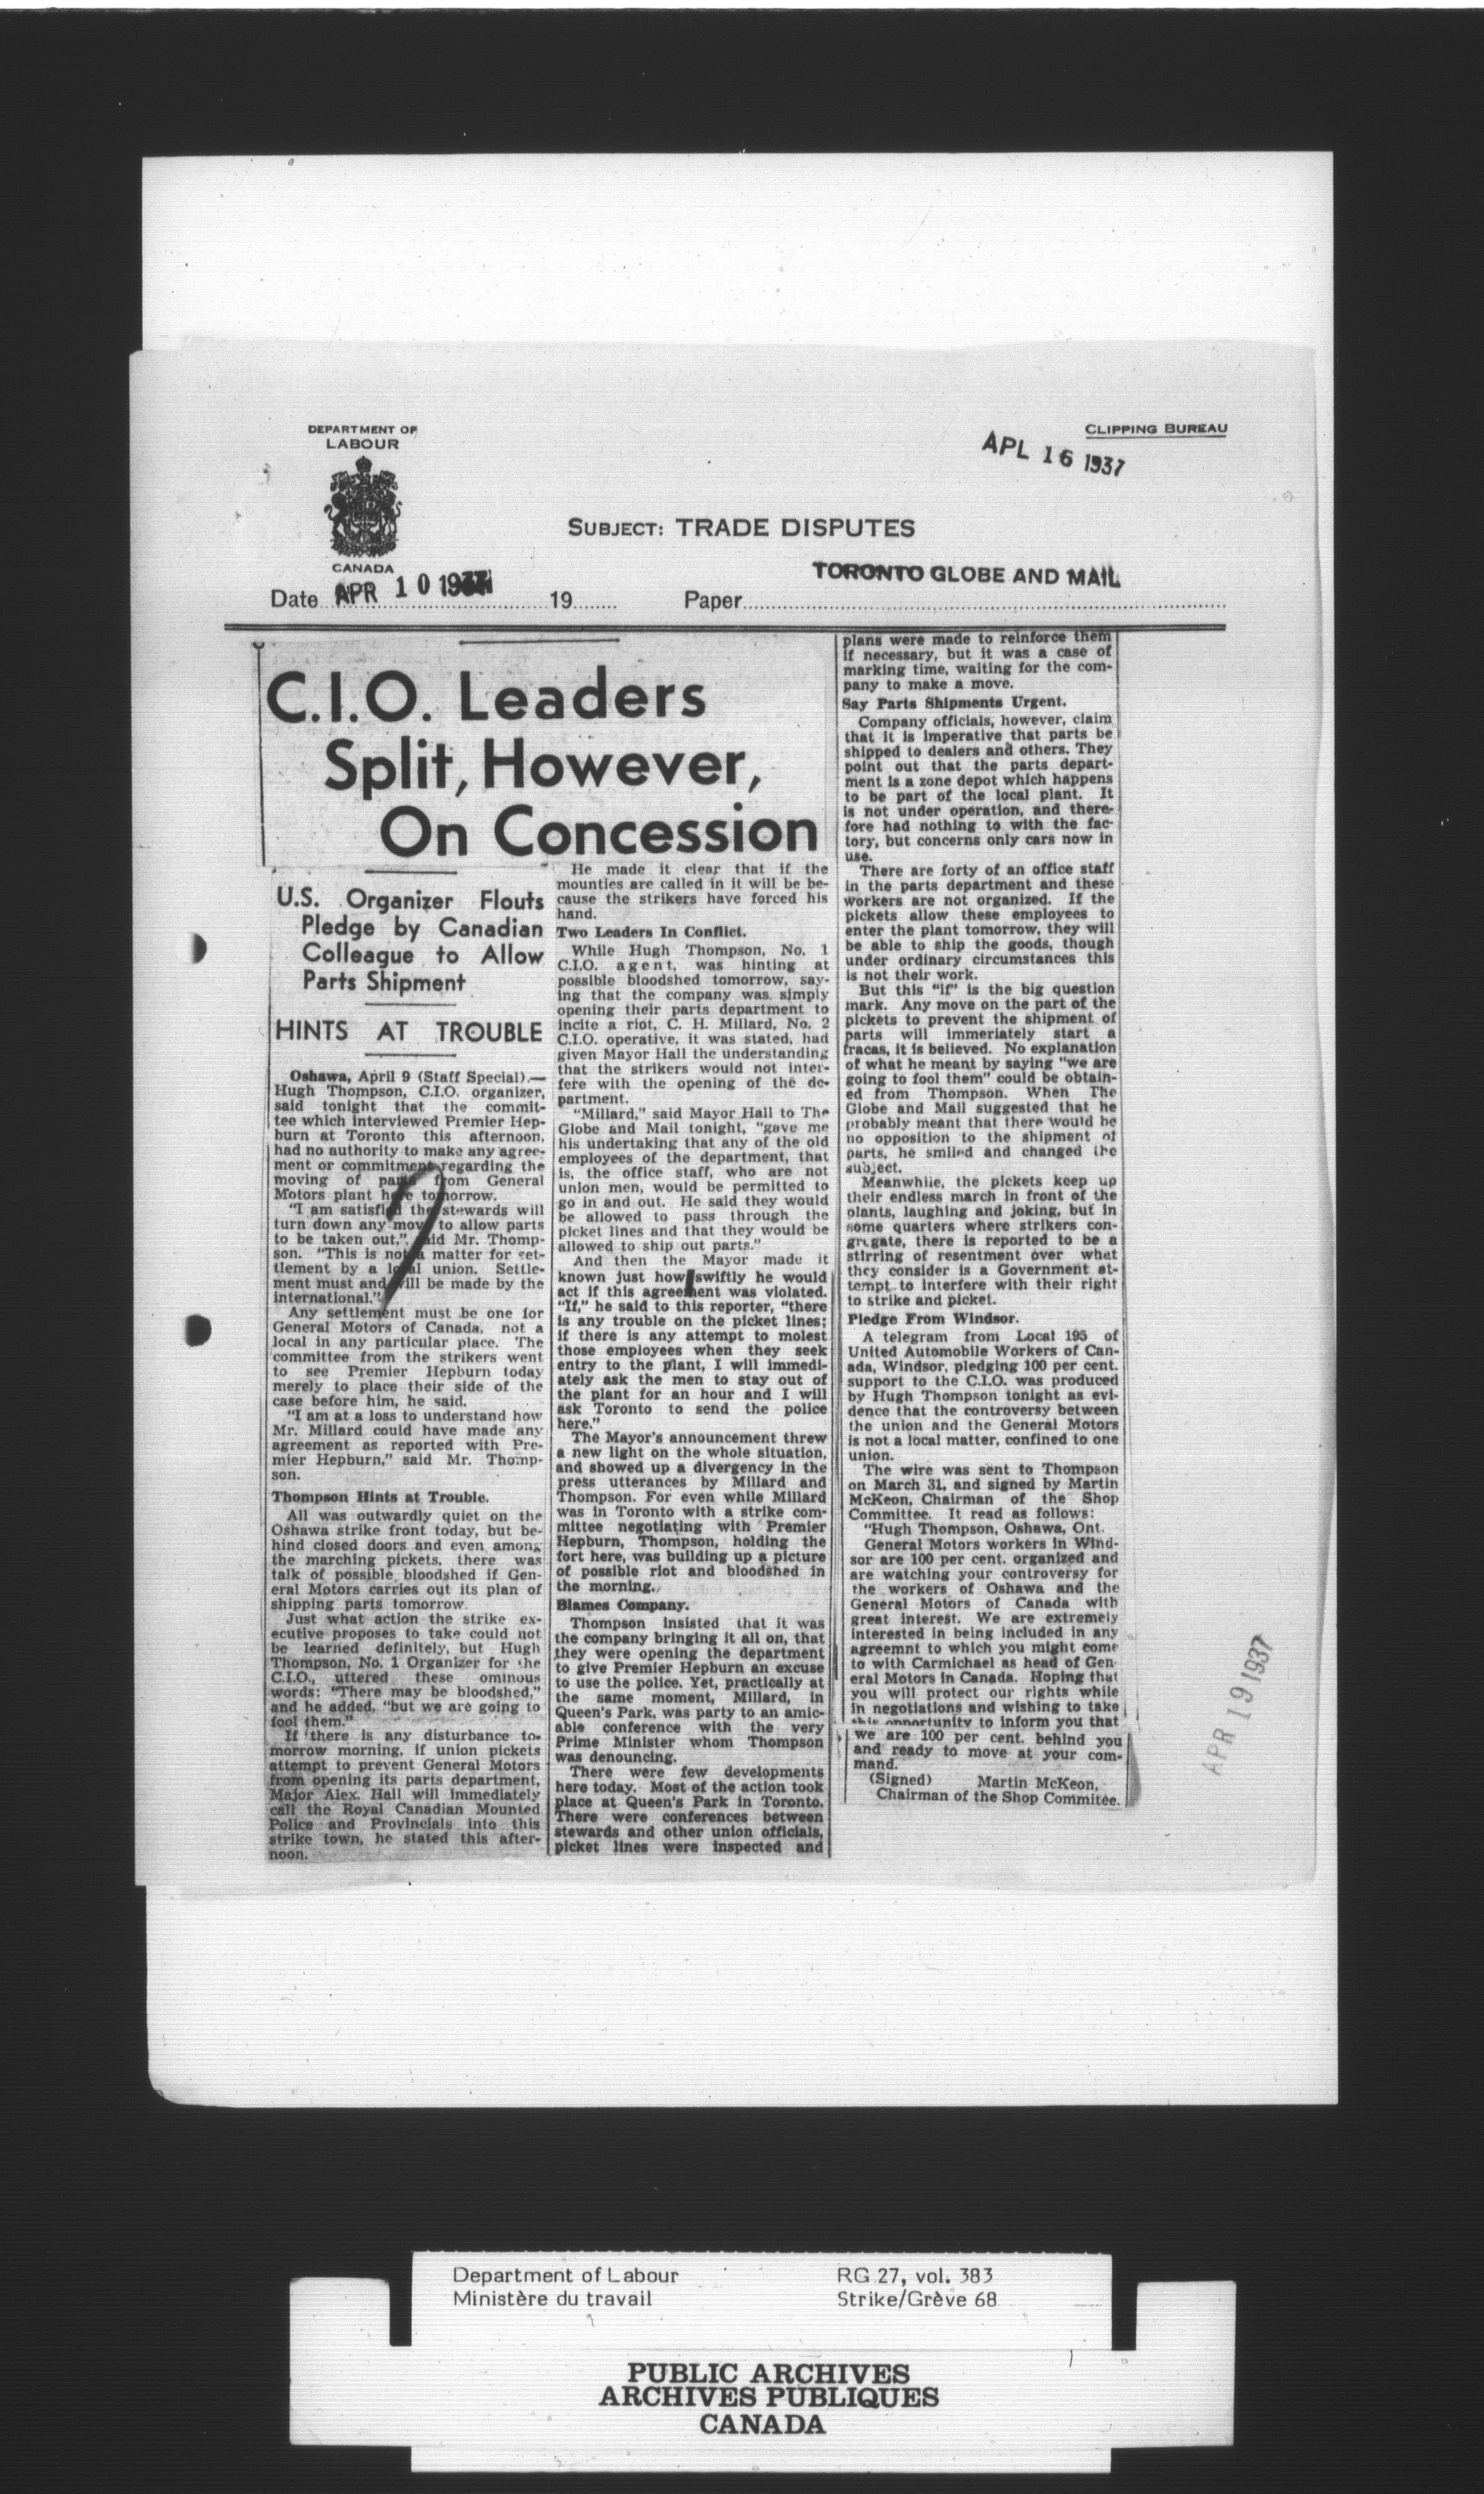 DEPARTMENT OF
LABOUR
CANADA
CLIPPING BUREAU
APL 16 1937
SUBJECT: TRADE DISPUTES
TORONTO GLOBE AND MAIL
Date APR 10 19 19
Paper
C.I.O. Leaders
Split, However,
On Concession
U.S. Organizer Flouts
Pledge by Canadian
Colleague to Allow
Parts Shipment
HINTS AT TROUBLE
Oshawa, April 9 (Staff Special).—
Hugh Thompson, C.I.O. organizer,
said tonight that the commit-
tee which interviewed Premier Hep-
burn at Toronto this afternoon,
had no authority to make any agree-
ment or commitment regarding the
moving of parts from General
Motors plant here tomorrow.
"I am satisfied the stewards will
turn down any move to allow parts
to be taken out," said Mr. Thomp-
son. "This is not a matter for set-
tlement by a local union. Settle-
ment must and will be made by the
international."
Any settlement must be one for
General Motors of Canada, not a
local in any particular place. The
committee from the strikers went
to see Premier Hepburn today
merely to place their side of the
case before him, he said.
"I am at a loss to understand how
Mr. Millard could have made any
agreement as reported with Pre-
mier Hepburn," said Mr. Thomp-
son.
Thompson Hints at Trouble.
All was outwardly quiet on the
Oshawa strike front today, but be-
hind closed doors and even among
the marching pickets, there was
talk of possible bloodshed if Gen-
eral Motors carries out its plan of
shipping parts tomorrow.
Just what action the strike ex-
ecutive proposes to take could not
be learned definitely, but Hugh
Thompson, No. 1 Organizer for the
C.I.O., uttered these ominous
words: "There may be bloodshed,"
and he added, "but we are going to
fool them."
If there is any disturbance to-
morrow morning, if union pickets
attempt to prevent General Motors
from opening its parts department,
Major Alex. Hall will immediately
call the Royal Canadian Mounted
Police and Provincials into this
strike town, he stated this after-
noon.
He made it clear that if the
mounties are called in it will be be-
cause the strikers have forced his
hand.
Two Leaders In Conflict.
While Hugh Thompson, No. 1
C.I.O. agent, was hinting at
possible bloodshed tomorrow, say-
ing that the company was simply
opening their parts department to
incite a riot, C. H. Millard, No. 2
C.I.O. operative, it was stated, had
given Mayor Hall the understanding
that the strikers would not inter-
fere with the opening of the de-
partment.
"Millard," said Mayor Hall to The
Globe and Mail tonight, "gave me
his undertaking that any of the old
employees of the department, that
is, the office staff, who are not
union men, would be permitted to
go in and out. He said they would
be allowed to pass through the
picket lines and that they would be
allowed to ship out parts."
And then the Mayor made it
known just how swiftly he would
act if this agreement was violated.
"If," he said to this reporter, "there
is any trouble on the picket lines;
if there is any attempt to molest
those employees when they seek
entry to the plant, I will immedi-
ately ask the men to stay out of
the plant for an hour and I will
ask Toronto to send the police
here."
The Mayor's announcement threw
a new light on the whole situation,
and showed up a divergency in the
press utterances by Millard and
Thompson. For even while Millard
was in Toronto with a strike com-
mittee negotiating with Premier
Hepburn, Thompson, holding the
fort here, was building up a picture
of possible riot and bloodshed in
the morning.
Blames Company.
Thompson insisted that it was
the company bringing it all on, that
they were opening the department
to give Premier Hepburn an excuse
to use the police. Yet, practically at
the same moment, Millard, in
Queen's Park, was party to an amic-
able conference with the very
Prime Minister whom Thompson
was denouncing.
There were few developments
here today. Most of the action took
place at Queen's Park in Toronto.
There were conferences between
stewards and other union officials,
picket lines were inspected and
plans were made to reinforce them
if necessary, but it was a case of
marking time, waiting for the com-
pany to make a move.
Say Parts Shipments Urgent.
Company officials, however, claim
that it is imperative that parts be
shipped to dealers and others. They
point out that the parts depart-
ment is a zone depot which happens
to be part of the local plant. It
is not under operation, and there-
fore had nothing to with the fac-
tory, but concerns only cars now in
use.
There are forty of an office staff
in the parts department and these
workers are not organized. If the
pickets allow these employees to
enter the plant tomorrow, they will
be able to ship the goods, though
under ordinary circumstances this
is not their work.
But this "if" is the big question
mark. Any move on the part of the
pickets to prevent the shipment of
parts will immeriately start a
fracas, it is believed. No explanation
of what he meant by saying "we are
going to fool them" could be obtain-
ed from Thompson. When The
Globe and Mail suggested that he
probably meant that there would be
no opposition to the shipment of
parts, he smiled and changed the
subject.
Meanwhile, the pickets keep up
their endless march in front of the
plants, laughing and joking, but in
some quarters where strikers con-
gregate, there is reported to be a
stirring of resentment over what
they consider is a Government at-
tempt to interfere with their right
to strike and picket.
Pledge From Windsor.
A telegram from Local 195 of
United Automobile Workers of Can-
ada, Windsor, pledging 100 per cent.
support to the C.I.O. was produced
by Hugh Thompson tonight as evi-
dence that the controversy between
the union and the General Motors
is not a local matter, confined to one
union.
The wire was sent to Thompson
on March 31, and signed by Martin
McKeon, Chairman of the Shop
Committee. It read as follows:
"Hugh Thompson, Oshawa, Ont.
General Motors workers in Wind-
sor are 100 per cent. organized and
are watching your controversy for
the workers of Oshawa and the
General Motors of Canada with
great interest. We are extremely
interested in being included in any
agreemnt to which you might come
to with Carmichael as head of Gen-
eral Motors in Canada. Hoping that
you will protect our rights while
in negotiations and wishing to take
this opportunity to inform you that
we are 100 per cent. behind you
and ready to move at your com-
mand.
(Signed) Martin McKeon,
Chairman of the Shop Commitee.
APR 19 1937
Department of Labour
Ministère du travail
RG 27, vol. 383
Strike/Grève 68
PUBLIC ARCHIVES
ARCHIVES PUBLIQUES
CANADA